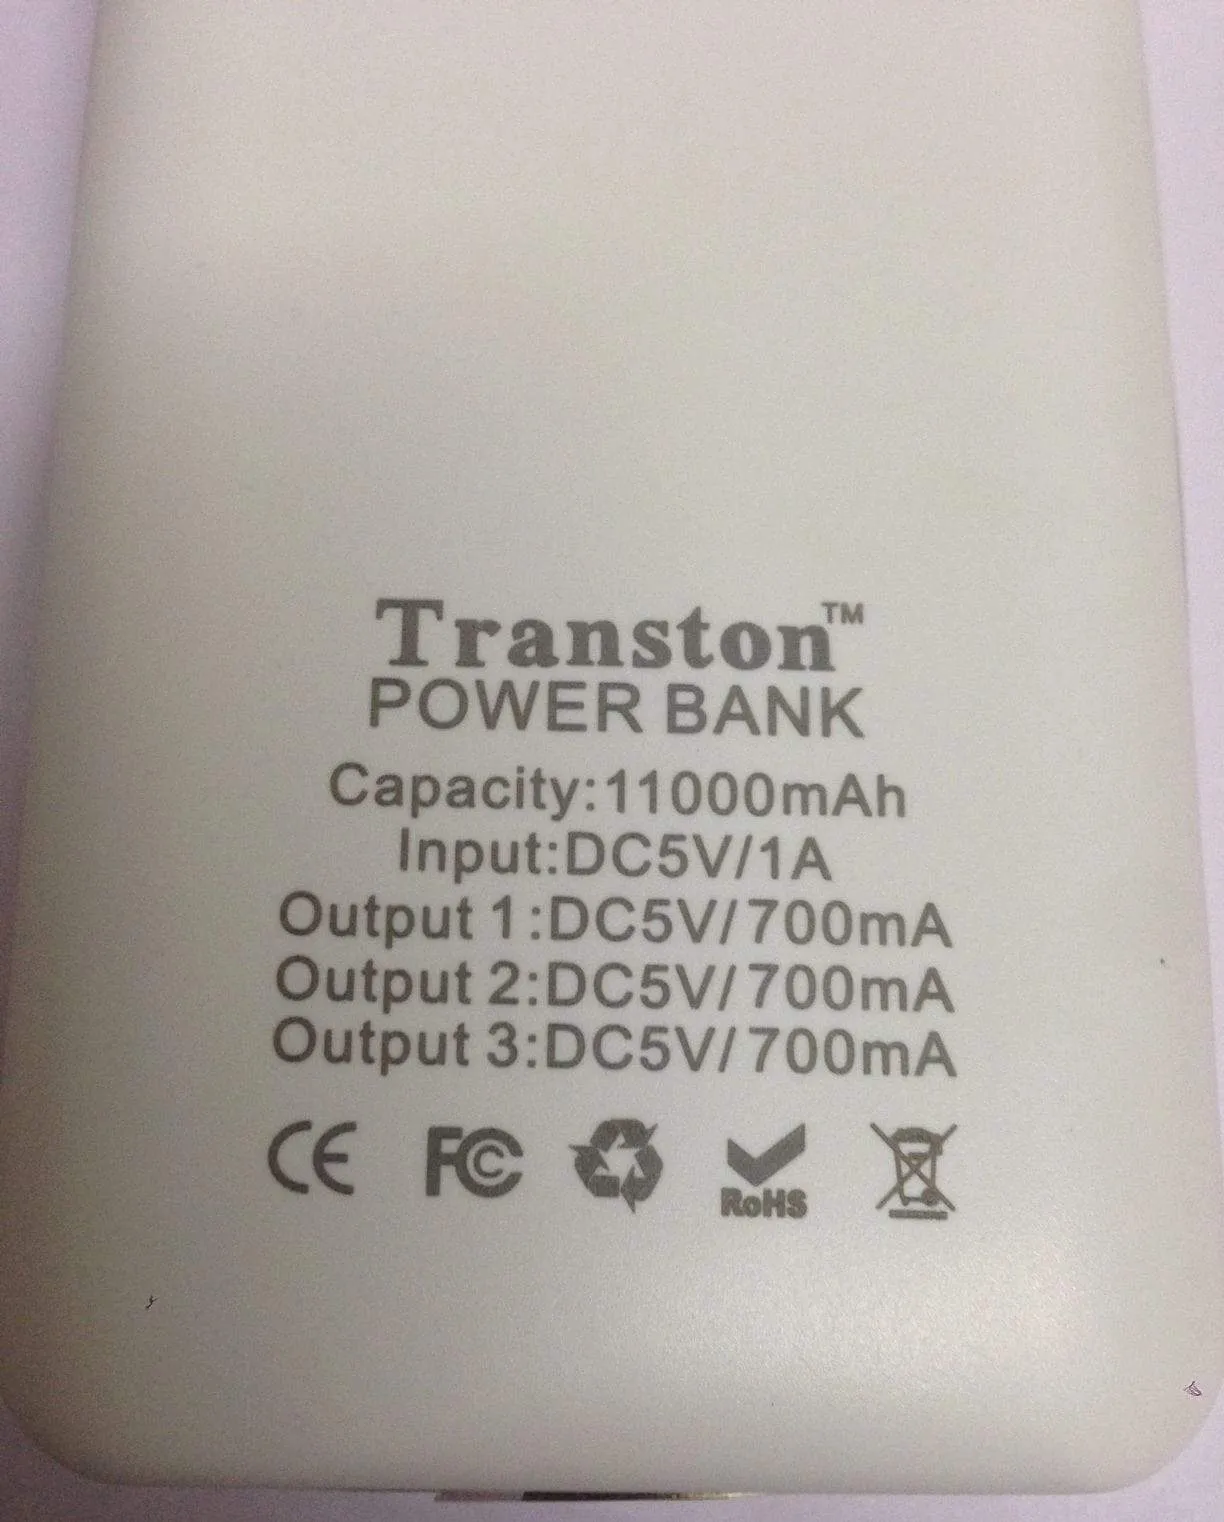 Transton™
POWER BANK
Capacity:11000mAh
Input:DC5V/1A
Output 1:DC5V/700mA
Output 2:DC5V/700mA
Output 3:DC5V/700mA
CE FC RoHS